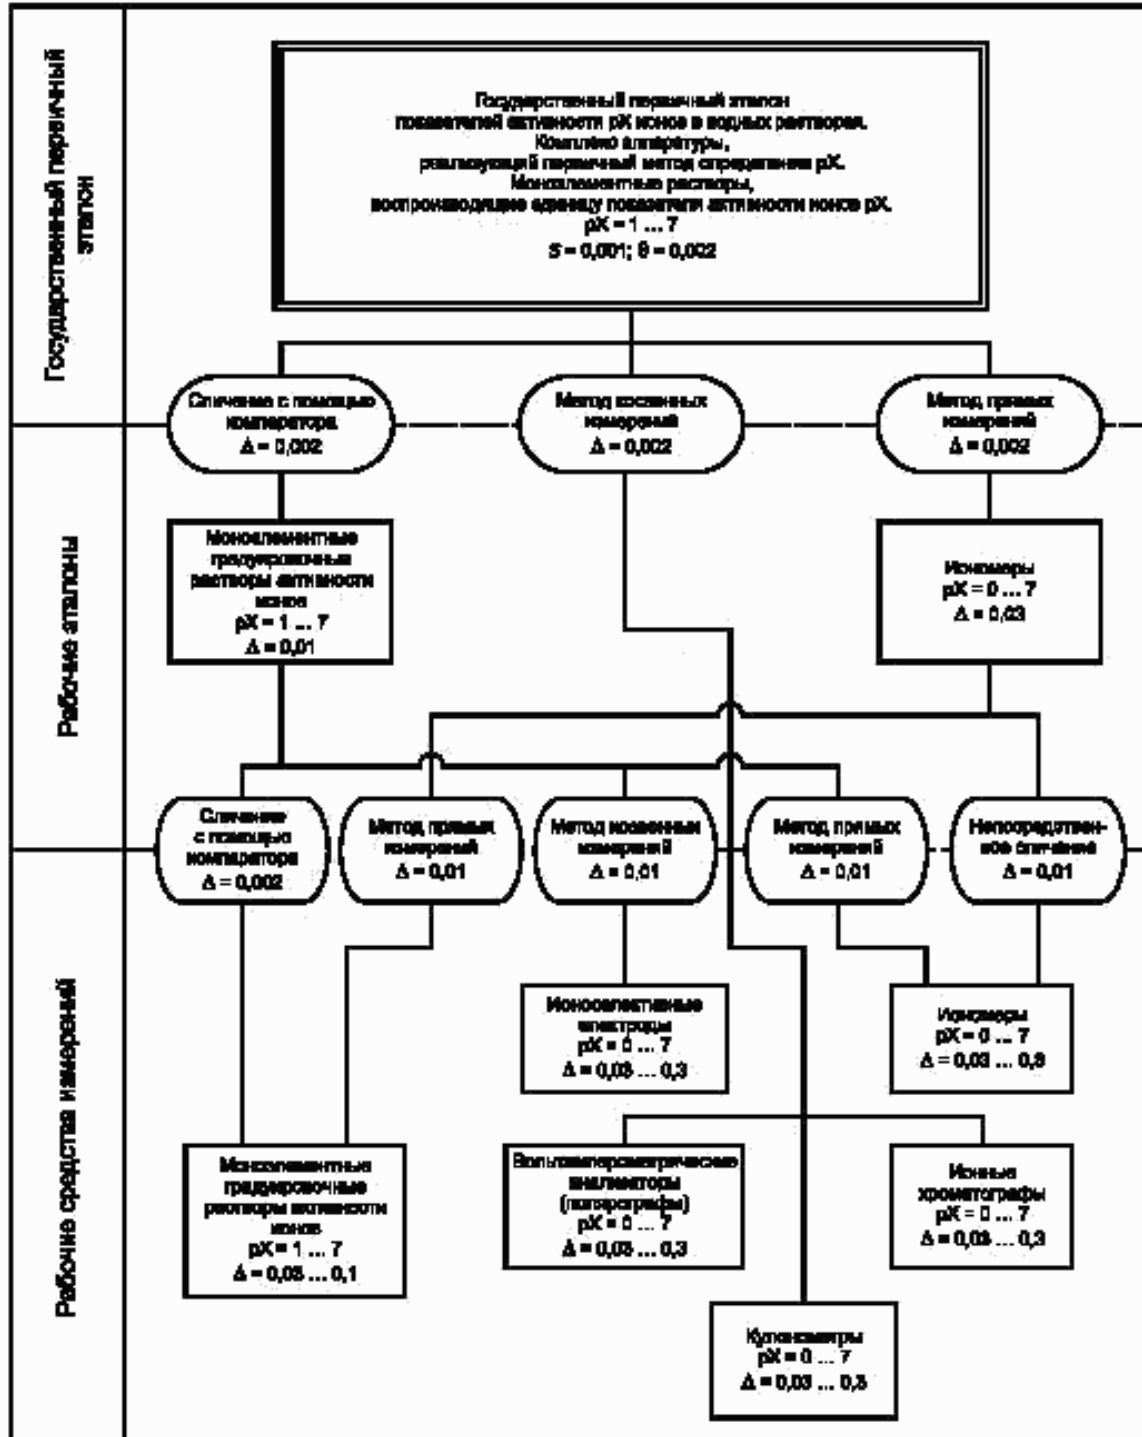 Государственный первичный
эталон
Государственный первичный эталон
показателей активности pX ионов в водных растворах.
Комплекс аппаратуры,
реализующий первичный метод определения pX.
Моноэлементные растворы,
воспроизводящие единицу показателя активности ионов pX.
pX = 1 ... 7
S = 0,001; θ = 0,002
Сличение с помощью
компаратора
Δ = 0,002
Метод косвенных
измерений
Δ = 0,002
Метод прямых
измерений
Δ = 0,002
Рабочие эталоны
Моноэлементные
градуировочные
растворы активности
ионов
pX = 1 ... 7
Δ = 0,01
Иономеры
pX = 0 ... 7
Δ = 0,03
Сличение
с помощью
компаратора
Δ = 0,002
Метод прямых
измерений
Δ = 0,01
Метод косвенных
измерений
Δ = 0,01
Метод прямых
измерений
Δ = 0,01
Непосредствен-
ное сличение
Δ = 0,01
Рабочие средства измерений
Ионоселективные
электроды
pX = 0 ... 7
Δ = 0,03 ... 0,3
Иономеры
pX = 0 ... 7
Δ = 0,03 ... 0,3
Моноэлементные
градуировочные
растворы активности
ионов
pX = 1 ... 7
Δ = 0,03 ... 0,1
Вольтамперометрические
анализаторы
(полярографы)
pX = 0 ... 7
Δ = 0,03 ... 0,3
Ионные
хроматографы
pX = 0 ... 7
Δ = 0,03 ... 0,3
Кулонометры
pX = 0 ... 7
Δ = 0,03 ... 0,3